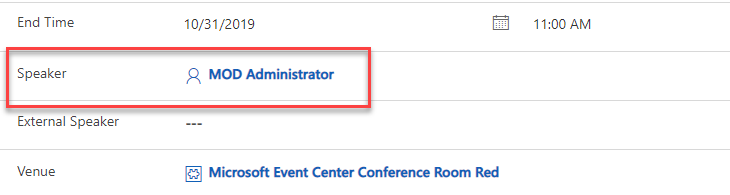 End Time 10/31/2019 11:00 AM
Speaker MOD Administrator
External Speaker ---
Venue Microsoft Event Center Conference Room Red